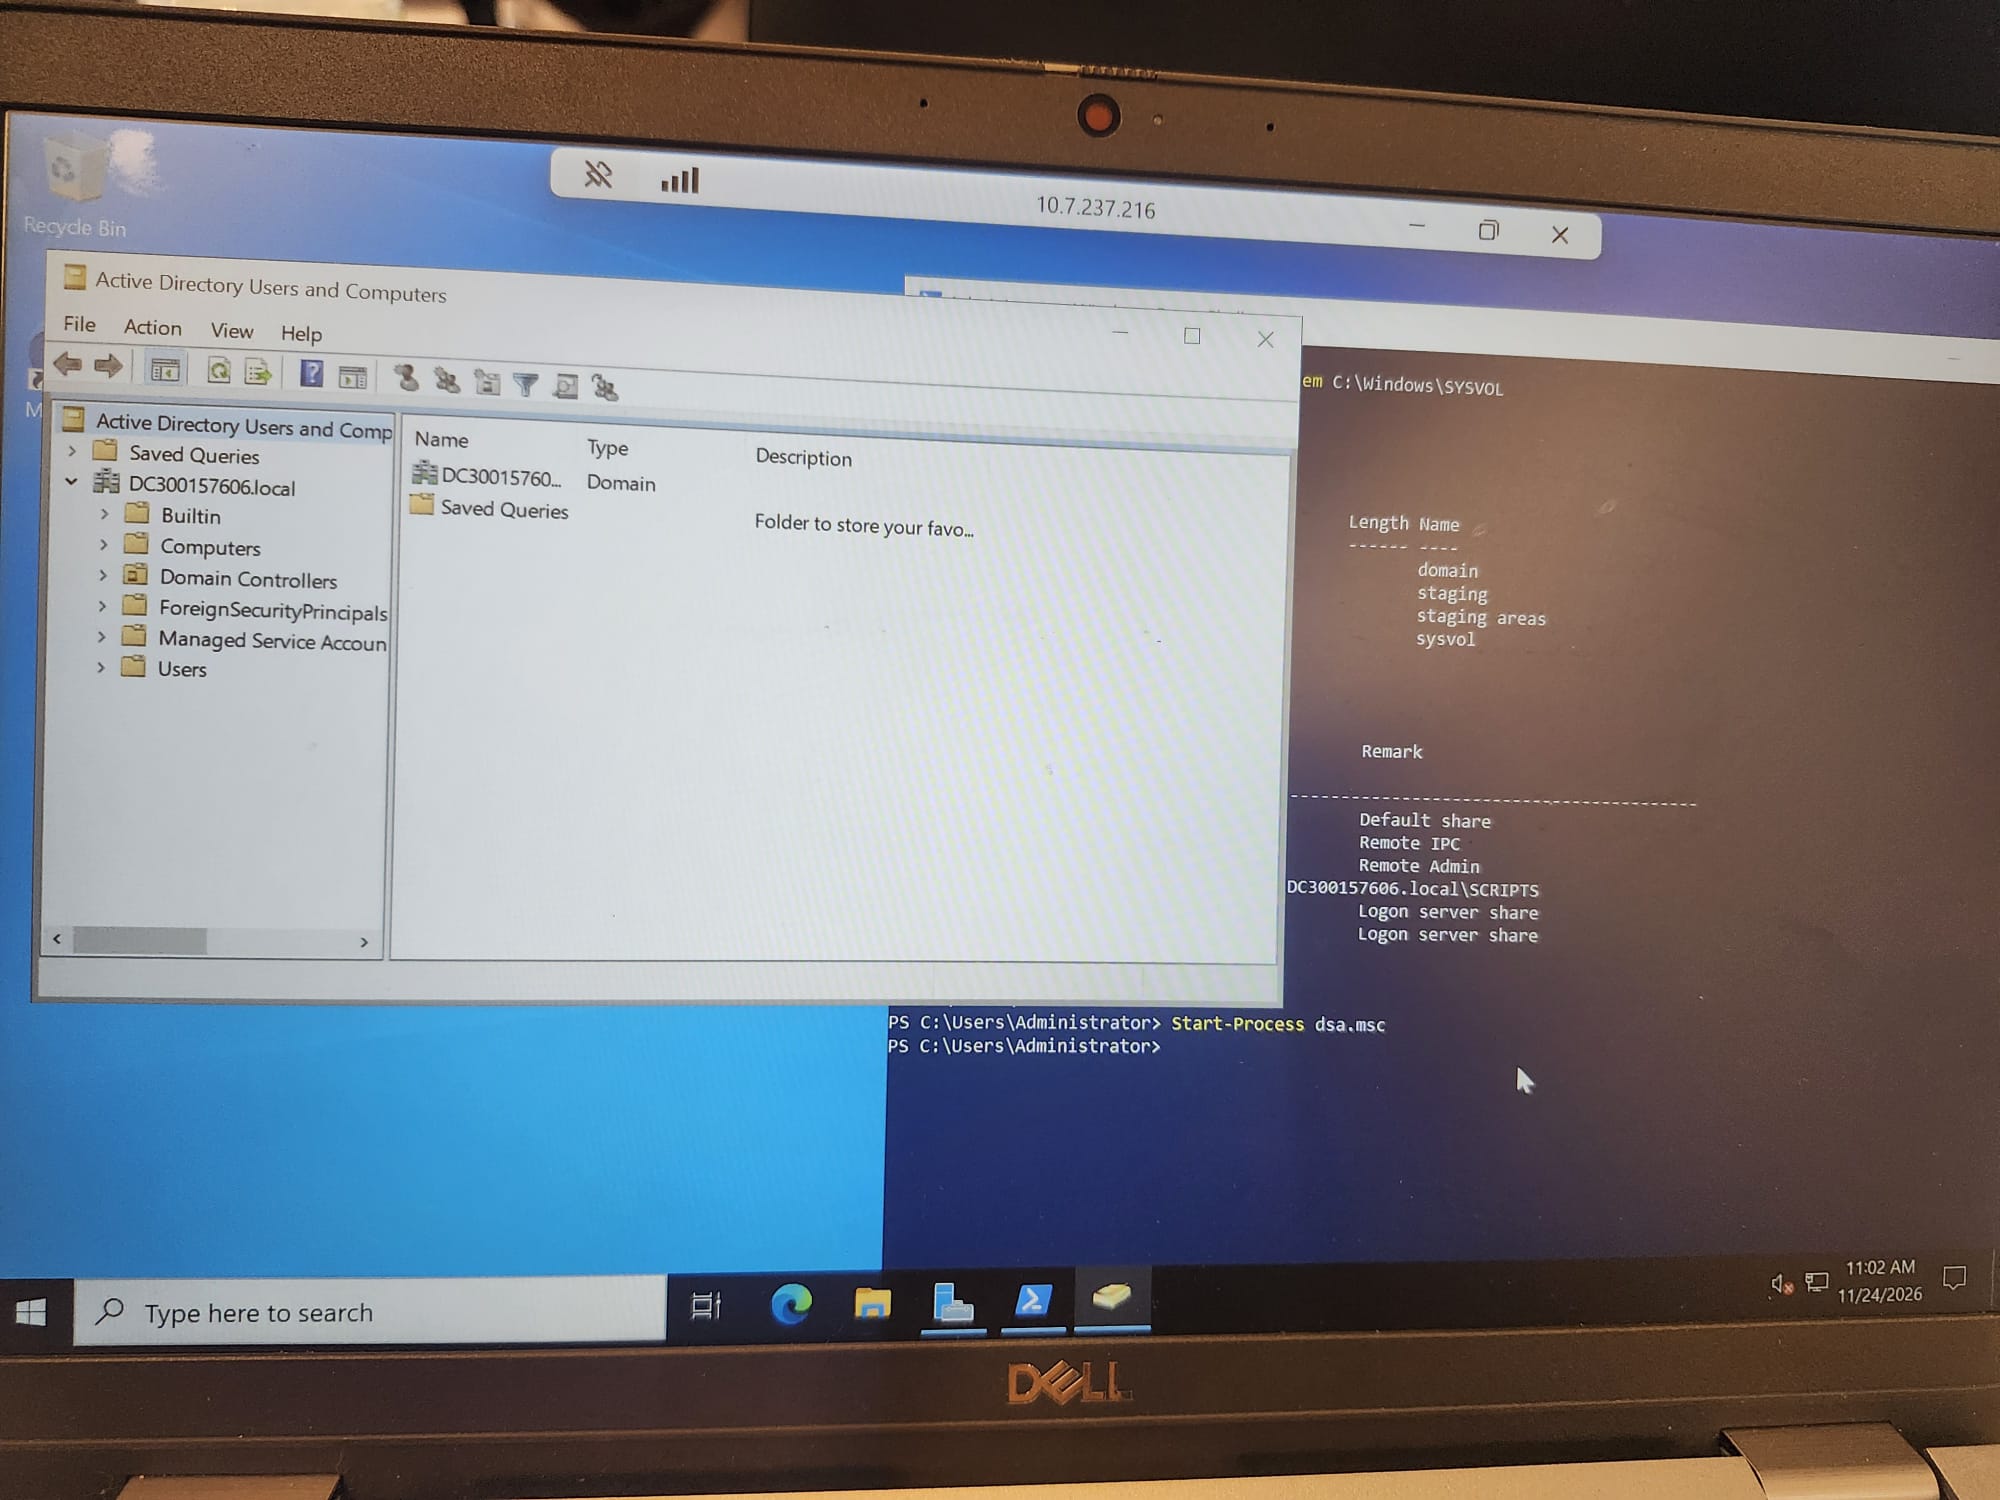 Recycle Bin
10.7.237.216
Active Directory Users and Computers
File Action View Help
Active Directory Users and Comp
Saved Queries
DC300157606.local
Builtin
Computers
Domain Controllers
ForeignSecurityPrincipals
Managed Service Accoun
Users
Name Type Description
DC30015760... Domain
Saved Queries Folder to store your favo...
M
em C:\Windows\SYSVOL
Length Name
------ ----
domain
staging
staging areas
sysvol
Remark
Default share
Remote IPC
Remote Admin
DC300157606.local\SCRIPTS
Logon server share
Logon server share
PS C:\Users\Administrator> Start-Process dsa.msc
PS C:\Users\Administrator>
Type here to search
11:02 AM
11/24/2026
DELL